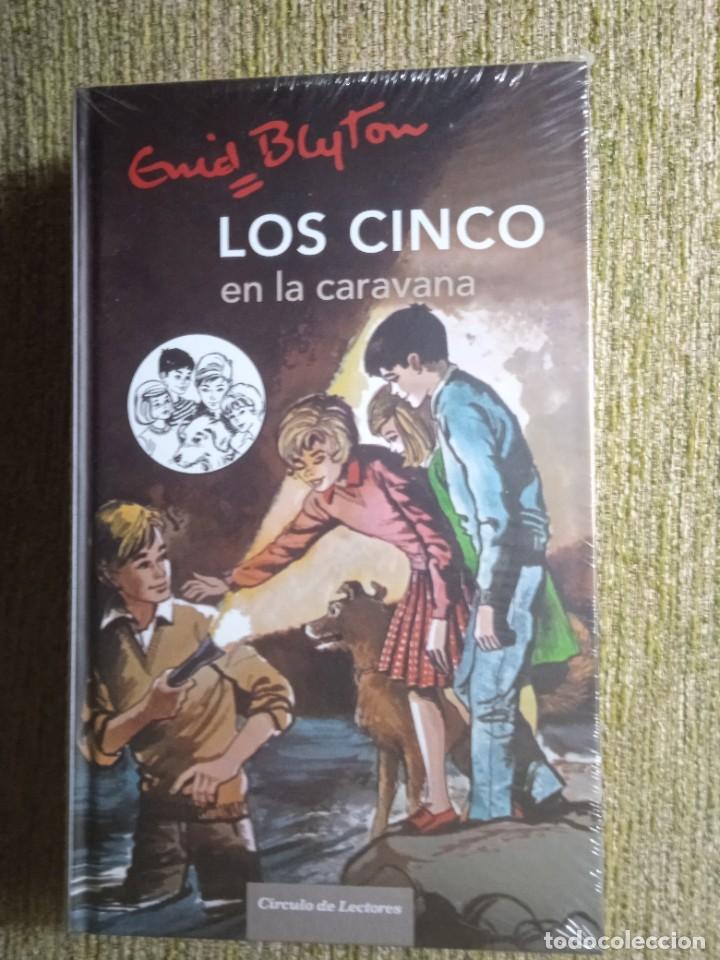 Enid Blyton
LOS CINCO
en la caravana
Círculo de Lectores
todocoleccion